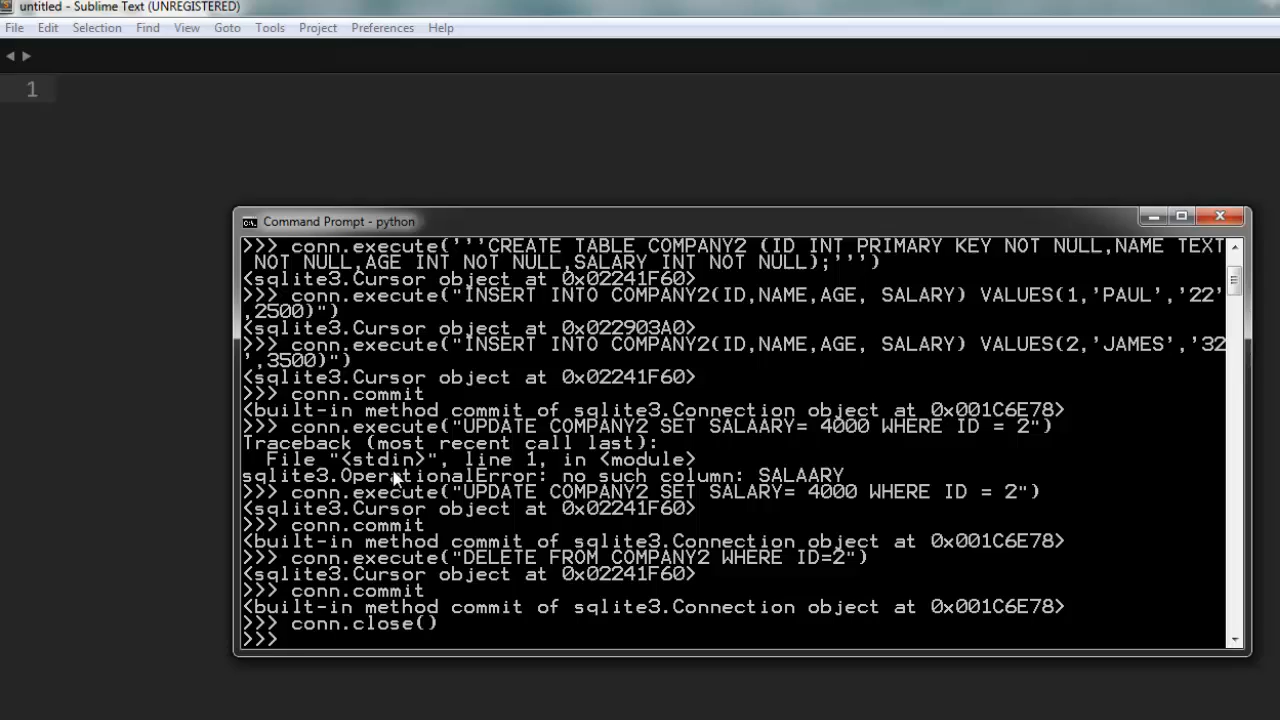 untitled - Sublime Text (UNREGISTERED)
File Edit Selection Find View Goto Tools Project Preferences Help
1
Command Prompt - python
>>> conn.execute('''CREATE TABLE COMPANY2 (ID INT PRIMARY KEY NOT NULL,NAME TEXT
 NOT NULL,AGE INT NOT NULL,SALARY INT NOT NULL);''')
<sqlite3.Cursor object at 0x02241F60>
>>> conn.execute("INSERT INTO COMPANY2(ID,NAME,AGE, SALARY) VALUES(1,'PAUL','22'
,2500)")
<sqlite3.Cursor object at 0x022903A0>
>>> conn.execute("INSERT INTO COMPANY2(ID,NAME,AGE, SALARY) VALUES(2,'JAMES','32
',3500)")
<sqlite3.Cursor object at 0x02241F60>
>>> conn.commit
<built-in method commit of sqlite3.Connection object at 0x001C6E78>
>>> conn.execute("UPDATE COMPANY2 SET SALAARY= 4000 WHERE ID = 2")
Traceback (most recent call last):
  File "<stdin>", line 1, in <module>
sqlite3.OperationalError: no such column: SALAARY
>>> conn.execute("UPDATE COMPANY2 SET SALARY= 4000 WHERE ID = 2")
<sqlite3.Cursor object at 0x02241F60>
>>> conn.commit
<built-in method commit of sqlite3.Connection object at 0x001C6E78>
>>> conn.execute("DELETE FROM COMPANY2 WHERE ID=2")
<sqlite3.Cursor object at 0x02241F60>
>>> conn.commit
<built-in method commit of sqlite3.Connection object at 0x001C6E78>
>>> conn.close()
>>>